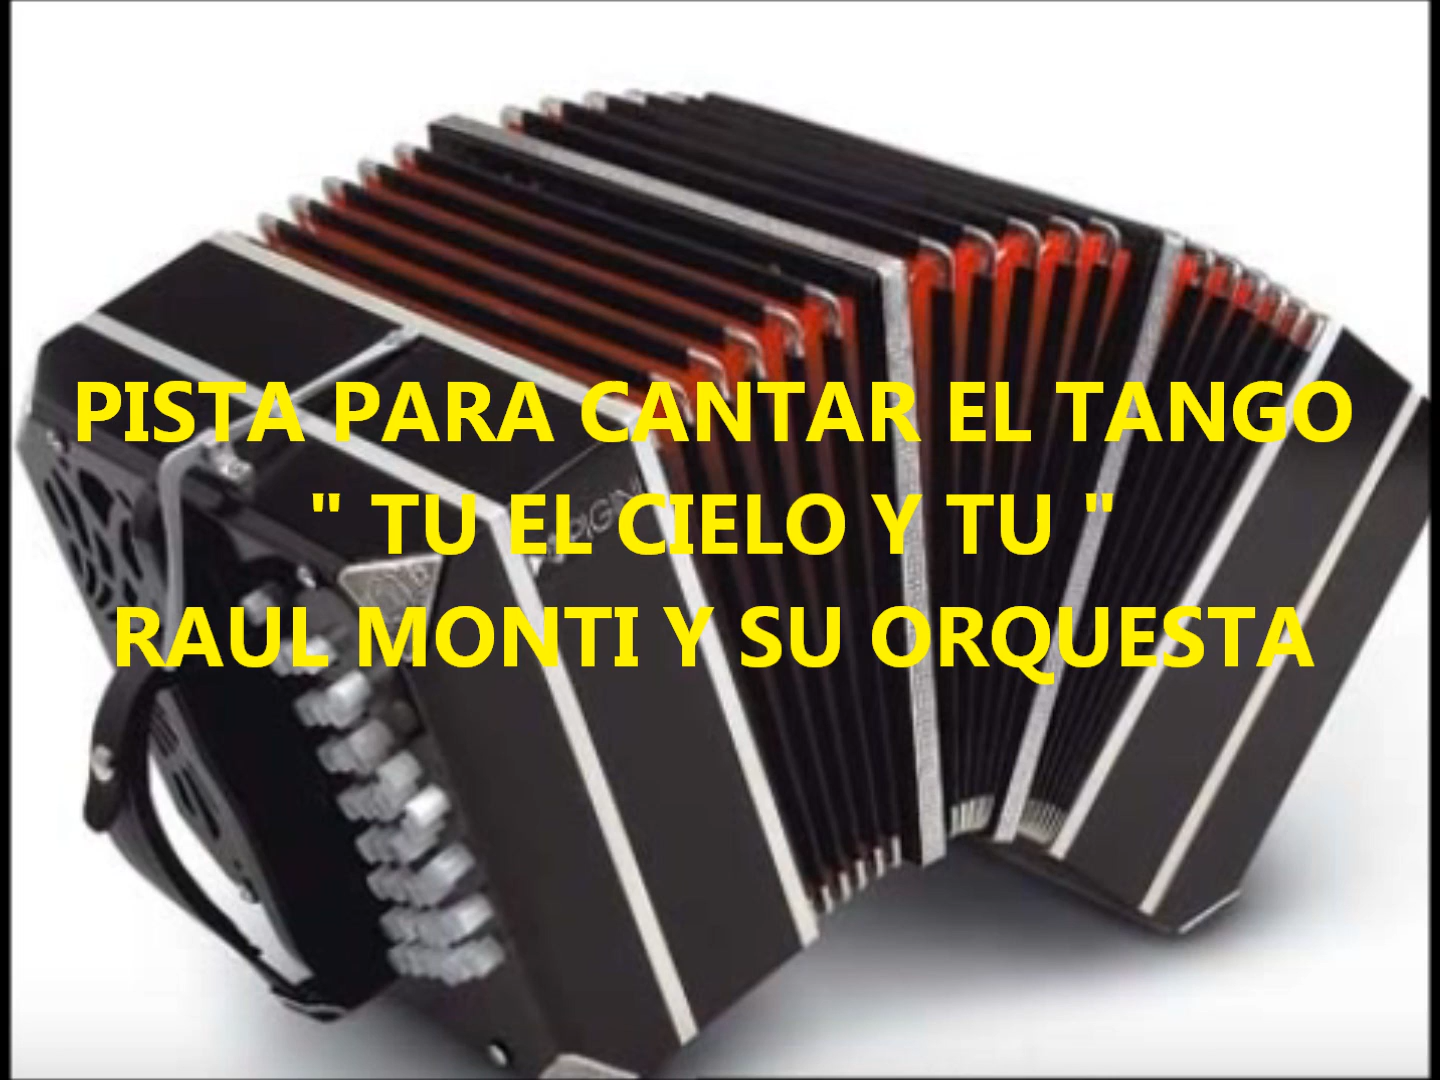 PISTA PARA CANTAR EL TANGO
" TU EL CIELO Y TU "
RAUL MONTI Y SU ORQUESTA